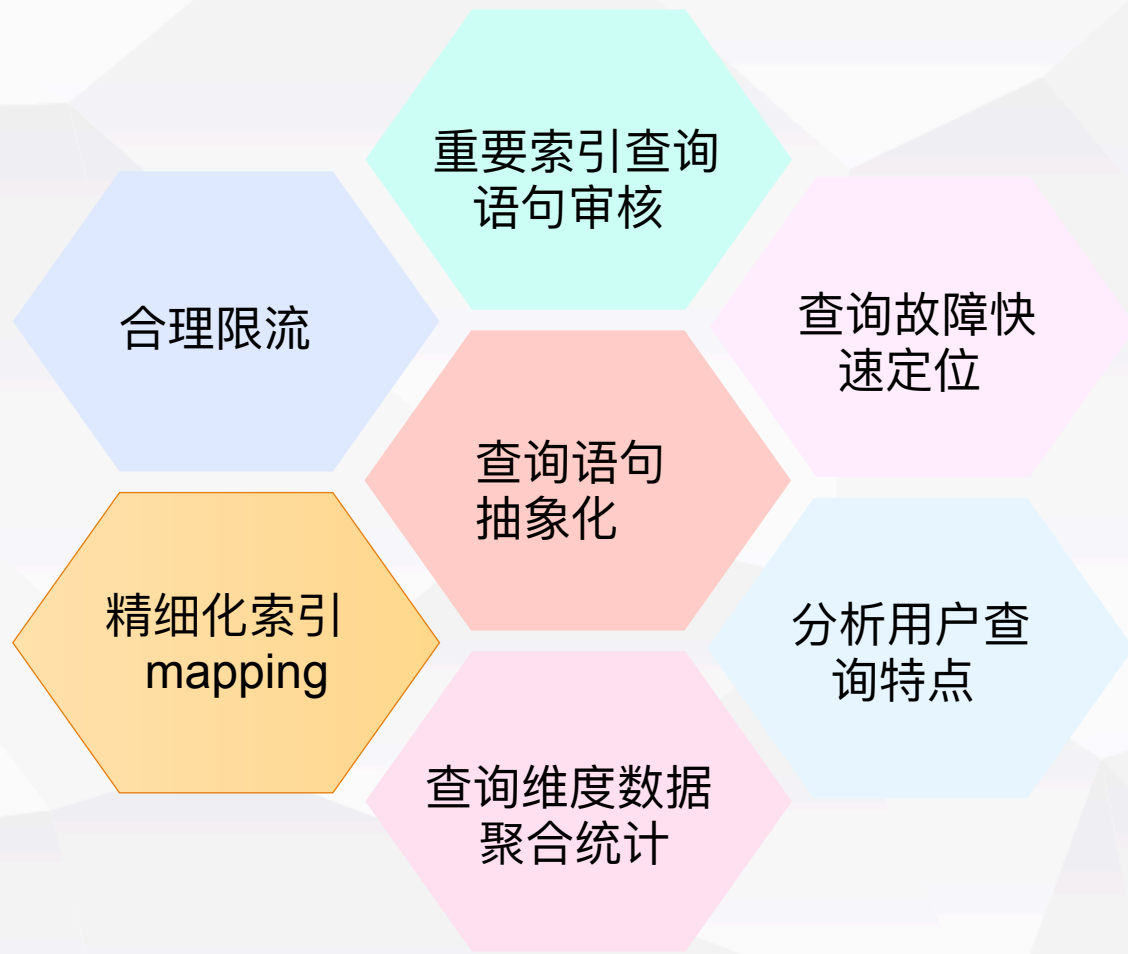 重要索引查询
语句审核
合理限流
查询故障快
速定位
查询语句
抽象化
精细化索引
mapping
分析用户查
询特点
查询维度数据
聚合统计